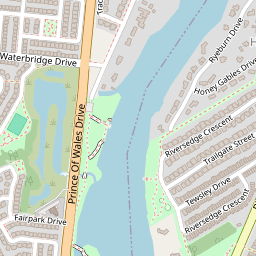 Trac
Waterbridge Drive
Prince Of Wales Drive
Fairpark Drive
Ryeburn Drive
Honey Gables Drive
Riversedge Crescent
Trailgate Street
Tewsley Drive
Riversedge Crescent